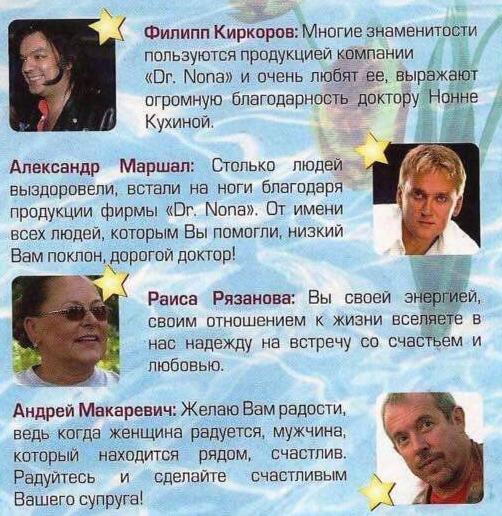 Филипп Киркоров: Многие знаменитости
пользуются продукцией компании
«Dr. Nona» и очень любят ее, выражают
огромную благодарность доктору Нонне
Кухиной.
Александр Маршал: Столько людей
выздоровели, встали на ноги благодаря
продукции фирмы «Dr. Nona». От имени
всех людей, которым Вы помогли, низкий
Вам поклон, дорогой доктор!
Раиса Рязанова: Вы своей энергией,
своим отношением к жизни вселяете в
нас надежду на встречу со счастьем и
любовью.
Андрей Макаревич: Желаю Вам радости,
ведь когда женщина радуется, мужчина,
который находится рядом, счастлив.
Радуйтесь и сделайте счастливым
Вашего супруга!